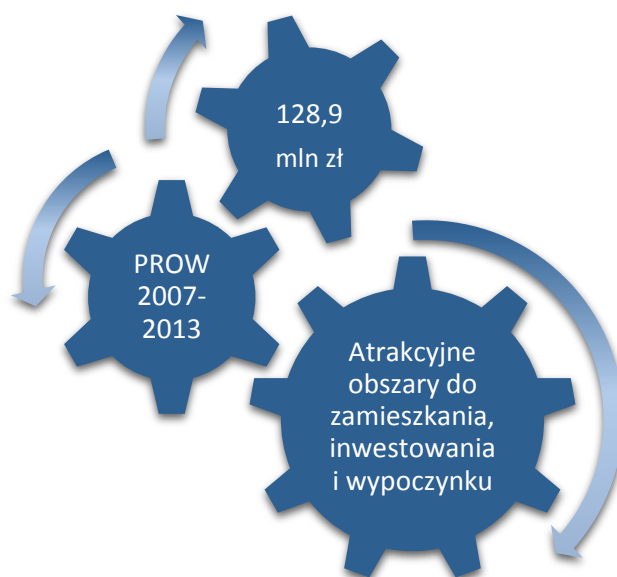 128,9
mln zł
PROW
2007-
2013
Atrakcyjne
obszary do
zamieszkania,
inwestowania
i wypoczynku